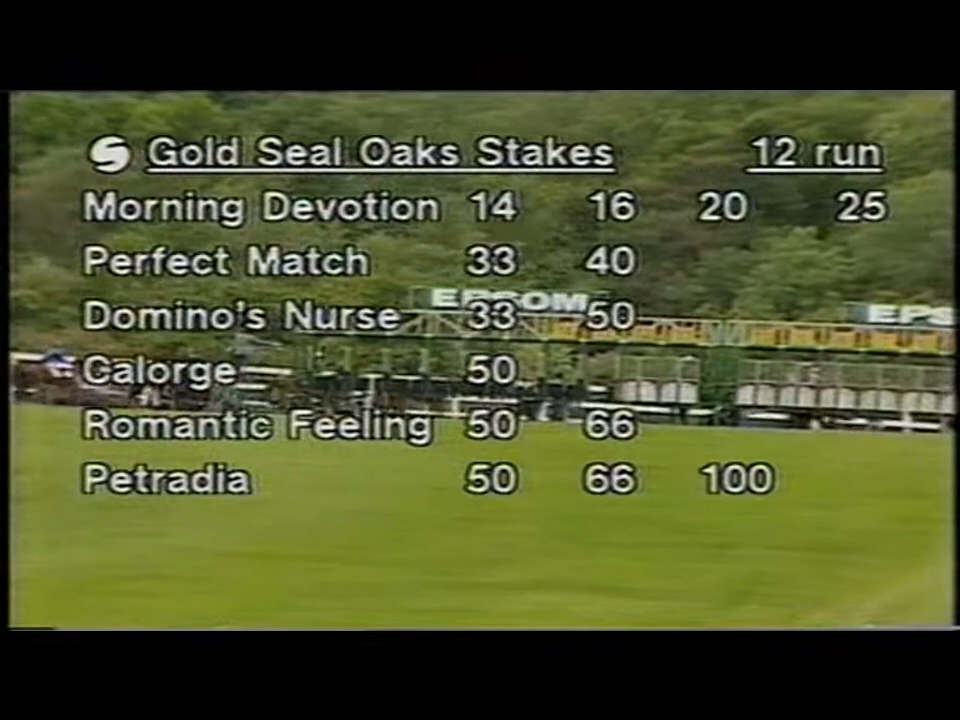 Gold Seal Oaks Stakes 12 run
Morning Devotion 14 16 20 25
Perfect Match 33 40
EPSOM EPS
Domino's Nurse 33 50
Calorge 50
Romantic Feeling 50 66
Petradia 50 66 100